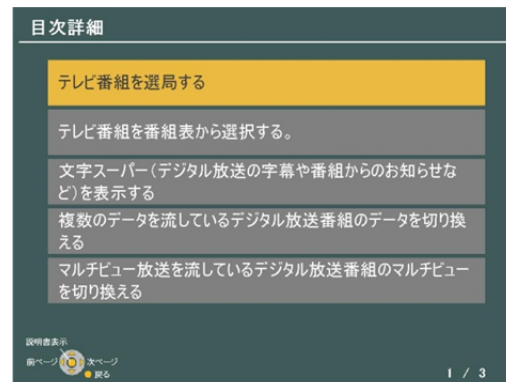 目次詳細
テレビ番組を選局する
テレビ番組を番組表から選択する。
文字スーパー(デジタル放送の字幕や番組からのお知らせな
ど)を表示する
複数のデータを流しているデジタル放送番組のデータを切り換
える
マルチビュー放送を流しているデジタル放送番組のマルチビュー
を切り換える
説明書表示
前ページ 次ページ
戻る
1 / 3